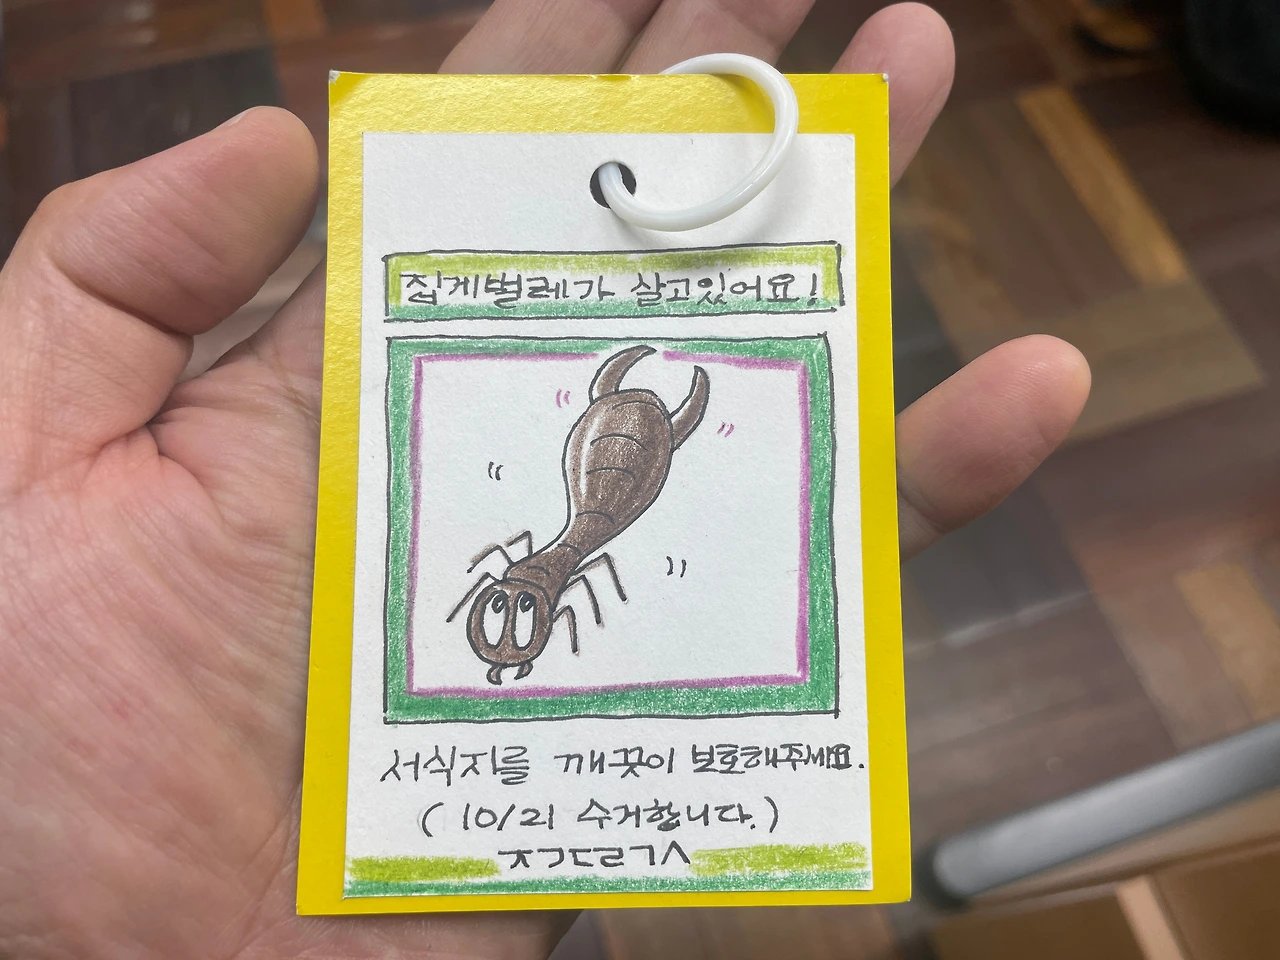 집게벌레가 살고있어요!
서식지를 깨끗이 보호해주세요.
( 10/21 수거합니다.)
ㅈㄱㄷㄹㄱㅅ